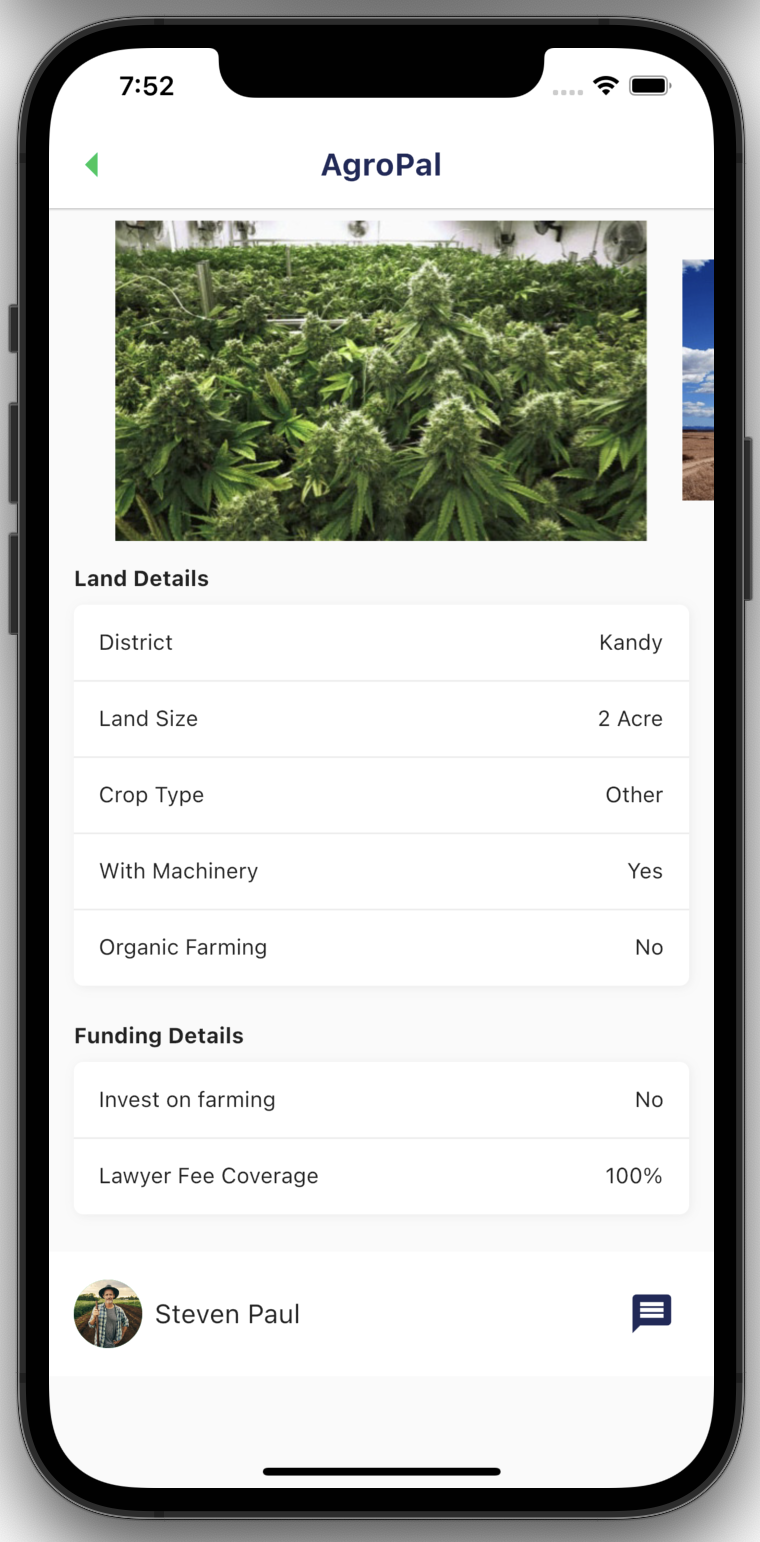 7:52
AgroPal
Land Details
District Kandy
Land Size 2 Acre
Crop Type Other
With Machinery Yes
Organic Farming No
Funding Details
Invest on farming No
Lawyer Fee Coverage 100%
Steven Paul